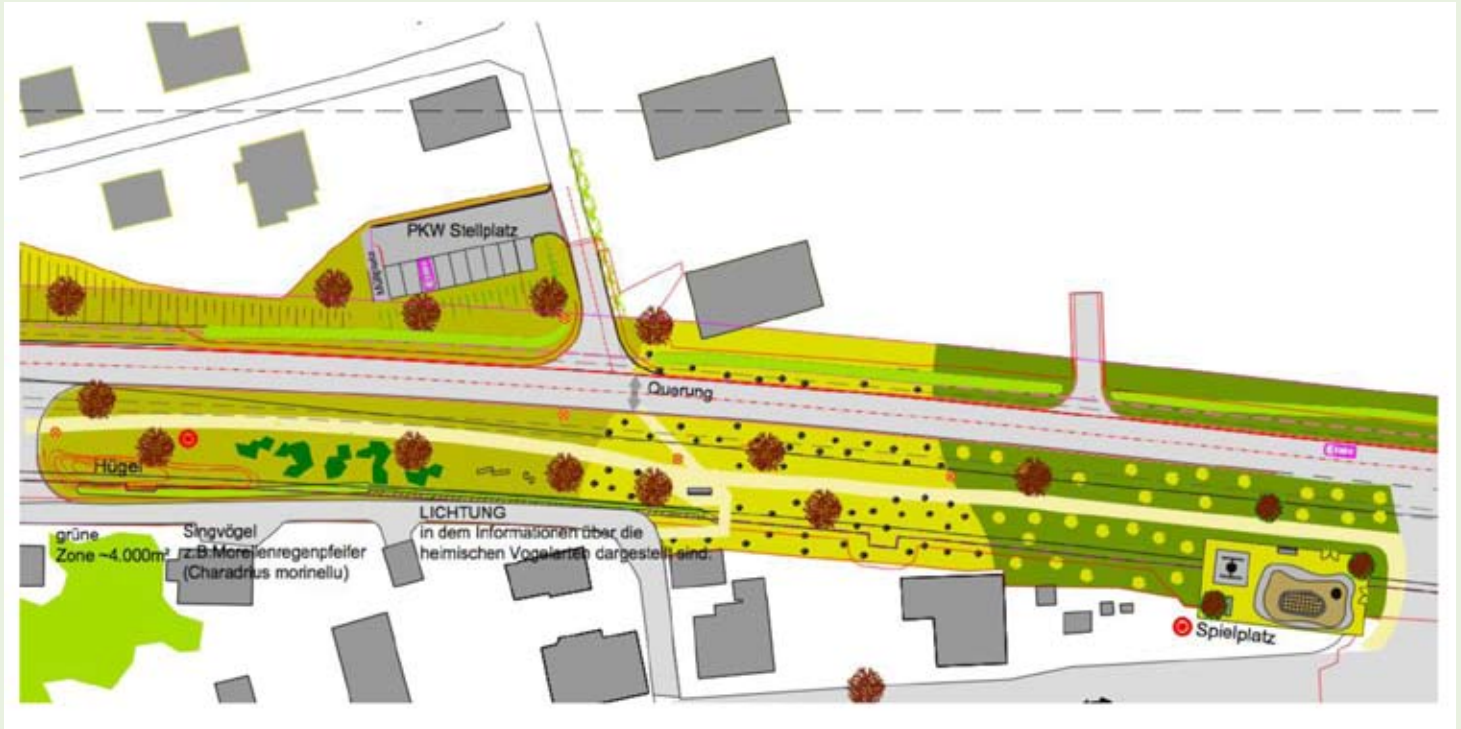 PKW Stellplatz
Müllplatz
Querung
Hügel
grüne
Zone ~4.000m²
Singvögel
z.B.Morellenregenpfeifer
(Charadrius morinellu)
LICHTUNG
in dem Informationen über die
heimischen Vogelarten dargestellt sind.
Spielplatz